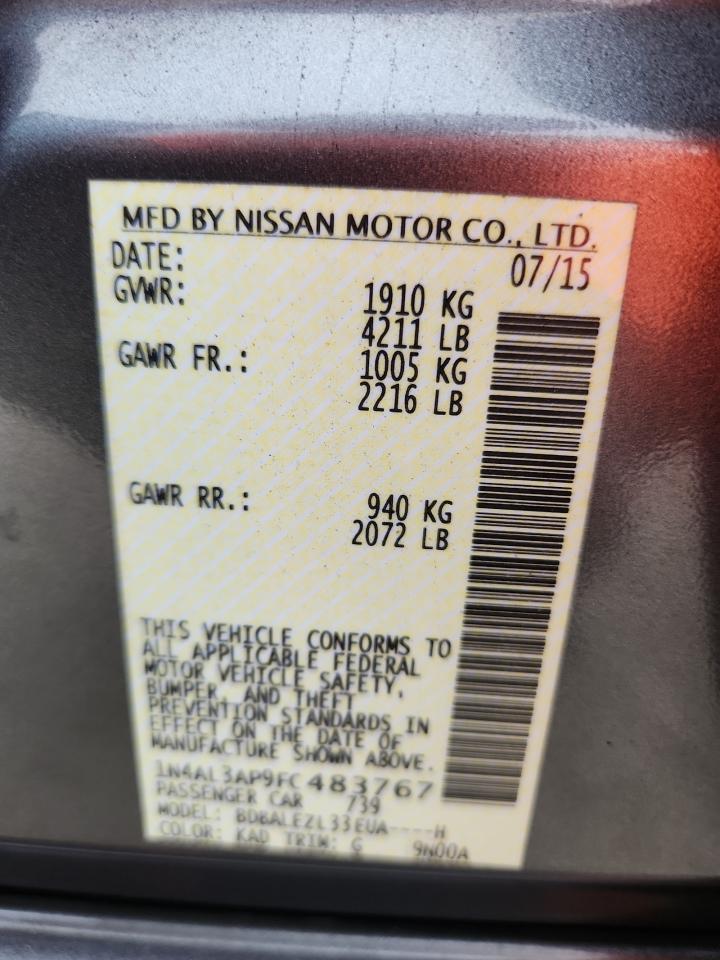 MFD BY NISSAN MOTOR CO., LTD.
DATE: 07/15
GVWR: 1910 KG
4211 LB
GAWR FR.: 1005 KG
2216 LB
GAWR RR.: 940 KG
2072 LB
THIS VEHICLE CONFORMS TO
ALL APPLICABLE FEDERAL
MOTOR VEHICLE SAFETY,
BUMPER, AND THEFT
PREVENTION STANDARDS IN
EFFECT ON THE DATE OF
MANUFACTURE SHOWN ABOVE.
1N4AL3AP9FC483767
PASSENGER CAR 739
MODEL: BDBALEZL33EUA----H
COLOR: KAD TRIM: G 9N00A